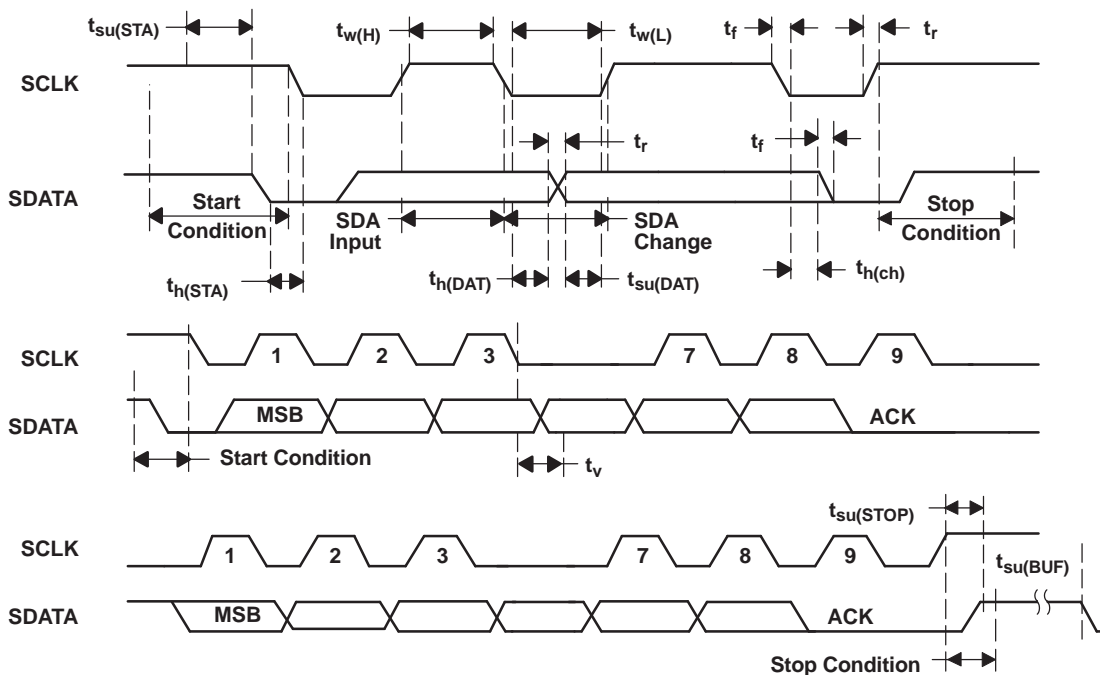 tsu(STA)
tw(H)
tw(L)
tf
tr
SCLK
tr
tf
SDATA
Start
Condition
SDA
Input
SDA
Change
Stop
Condition
th(STA)
th(DAT)
tsu(DAT)
th(ch)
SCLK
1 2 3 7 8 9
SDATA
MSB
ACK
Start Condition
tv
tsu(STOP)
SCLK
1 2 3 7 8 9
tsu(BUF)
SDATA
MSB
ACK
Stop Condition